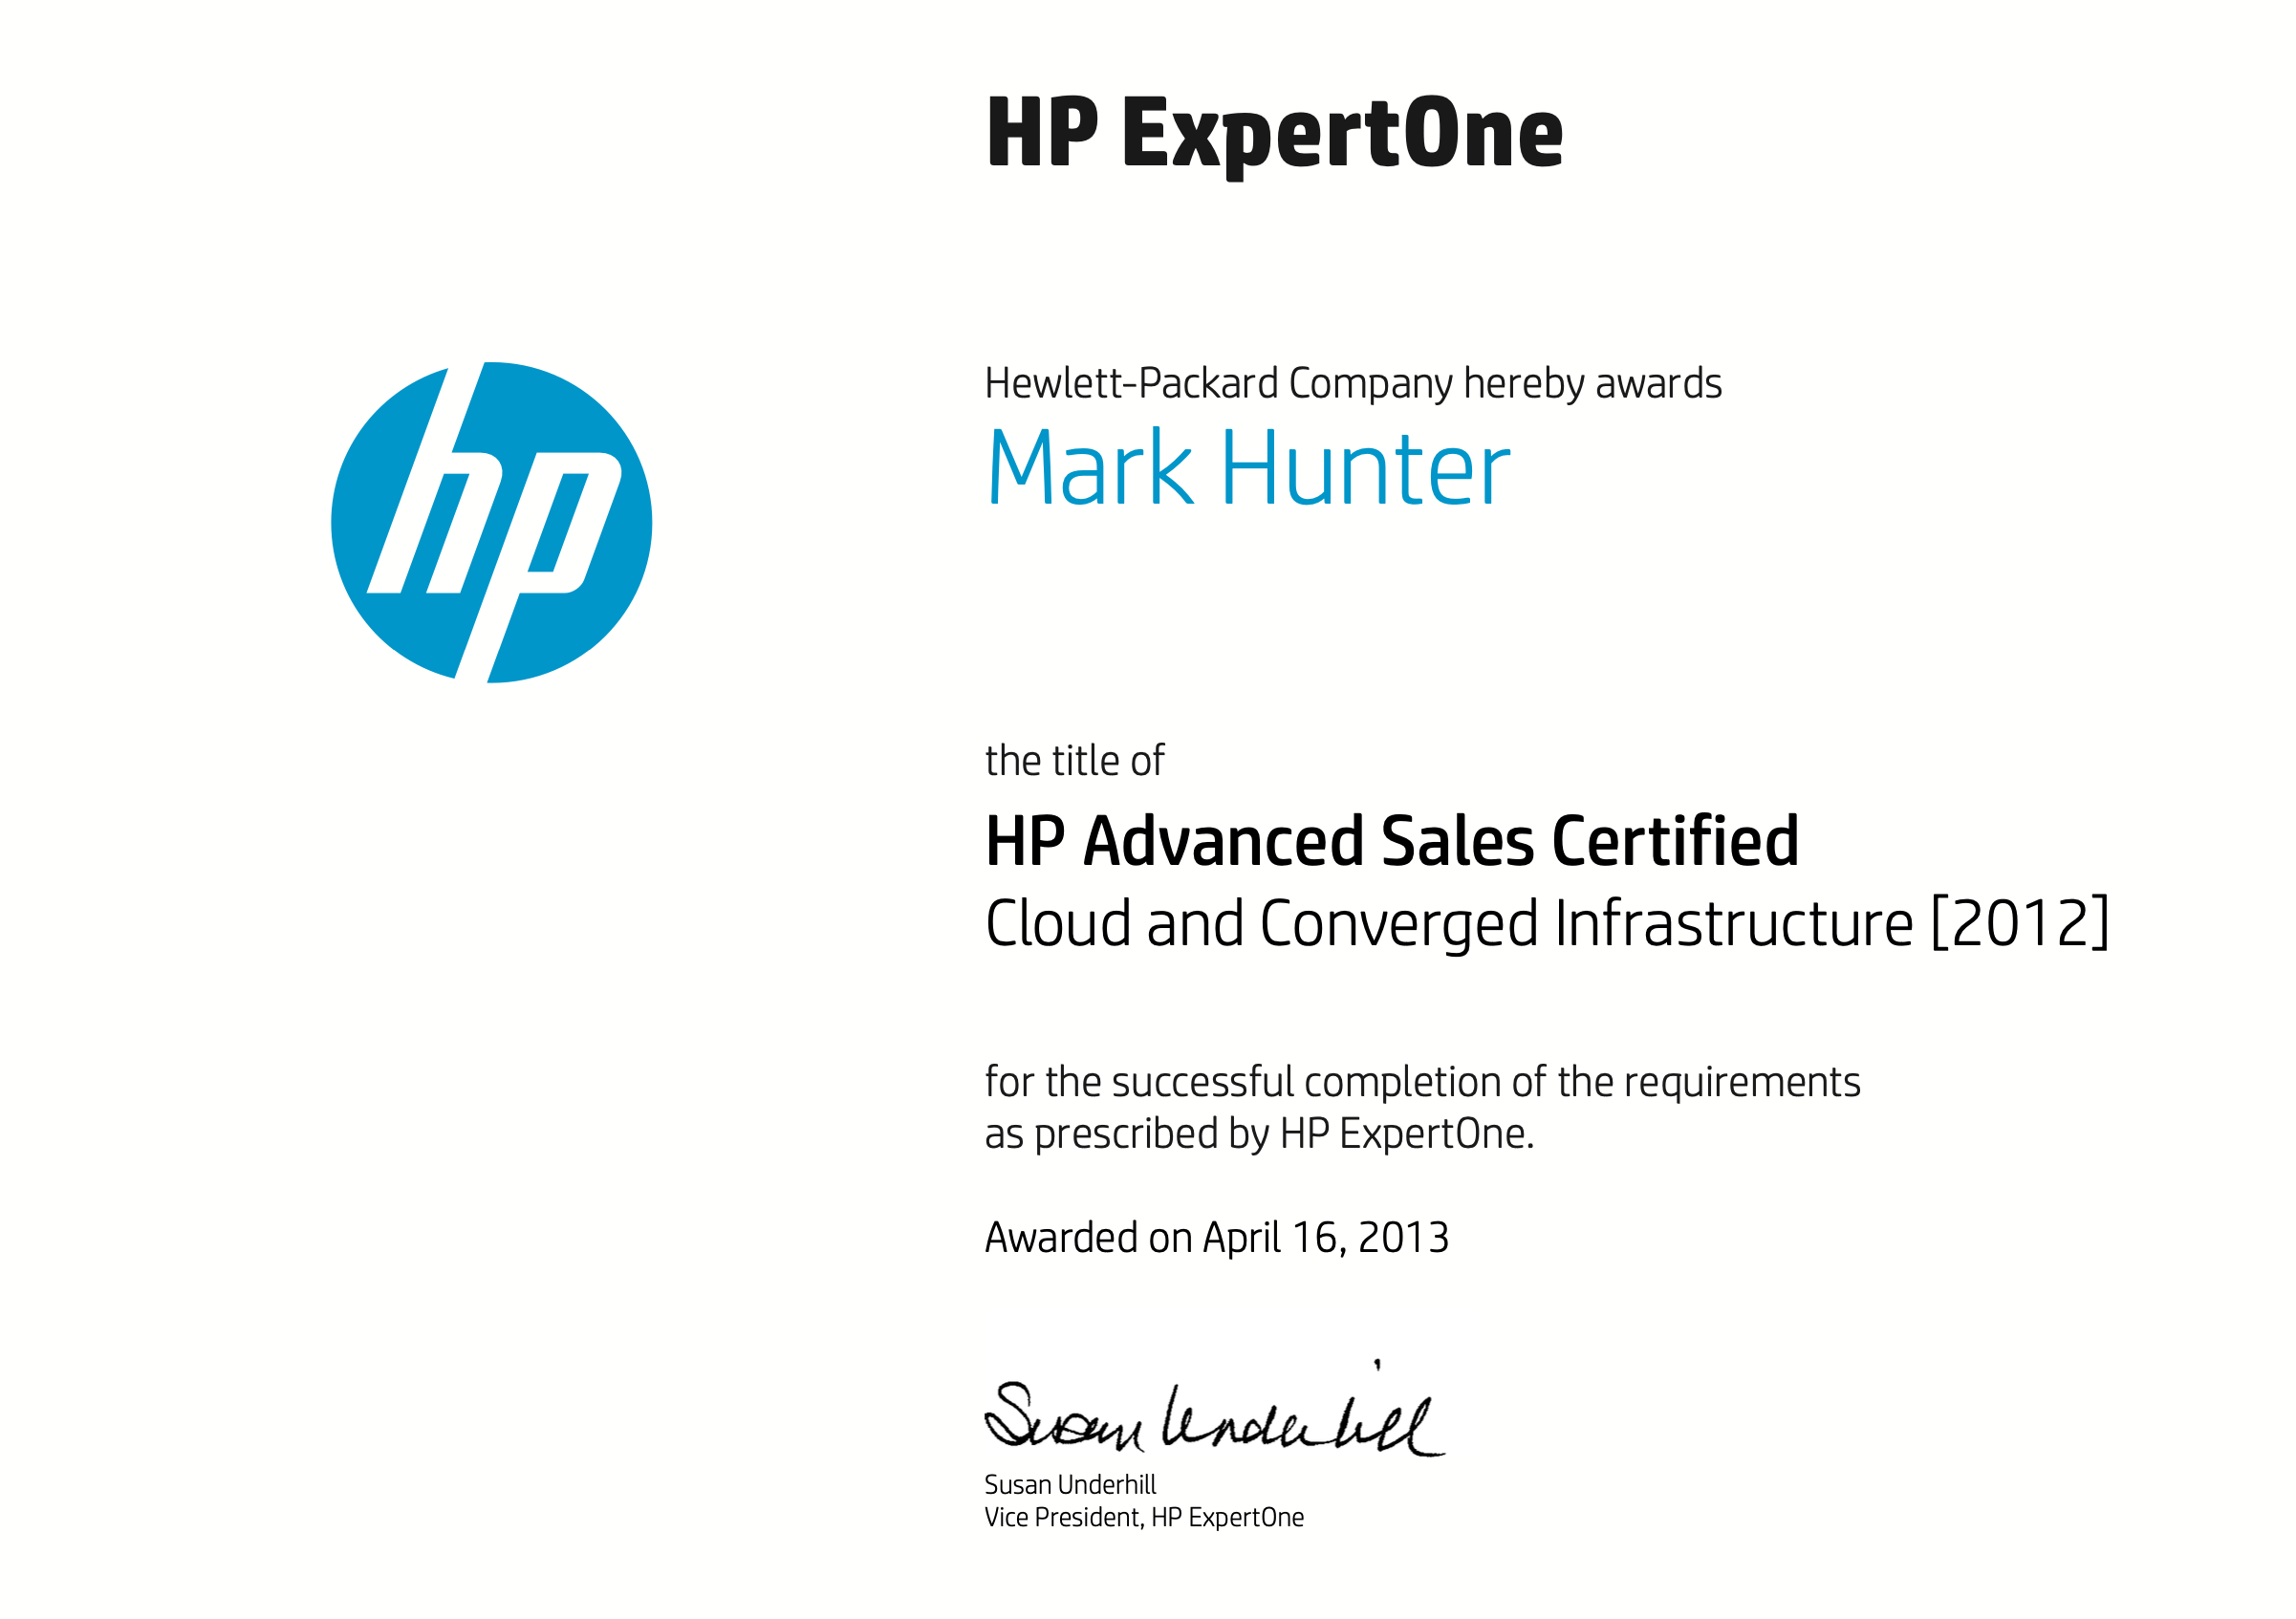 HP ExpertOne
hp
Hewlett-Packard Company hereby awards
Mark Hunter
the title of
HP Advanced Sales Certified
Cloud and Converged Infrastructure [2012]
for the successful completion of the requirements
as prescribed by HP ExpertOne.
Awarded on April 16, 2013
Susan Underhill
Susan Underhill
Vice President, HP ExpertOne